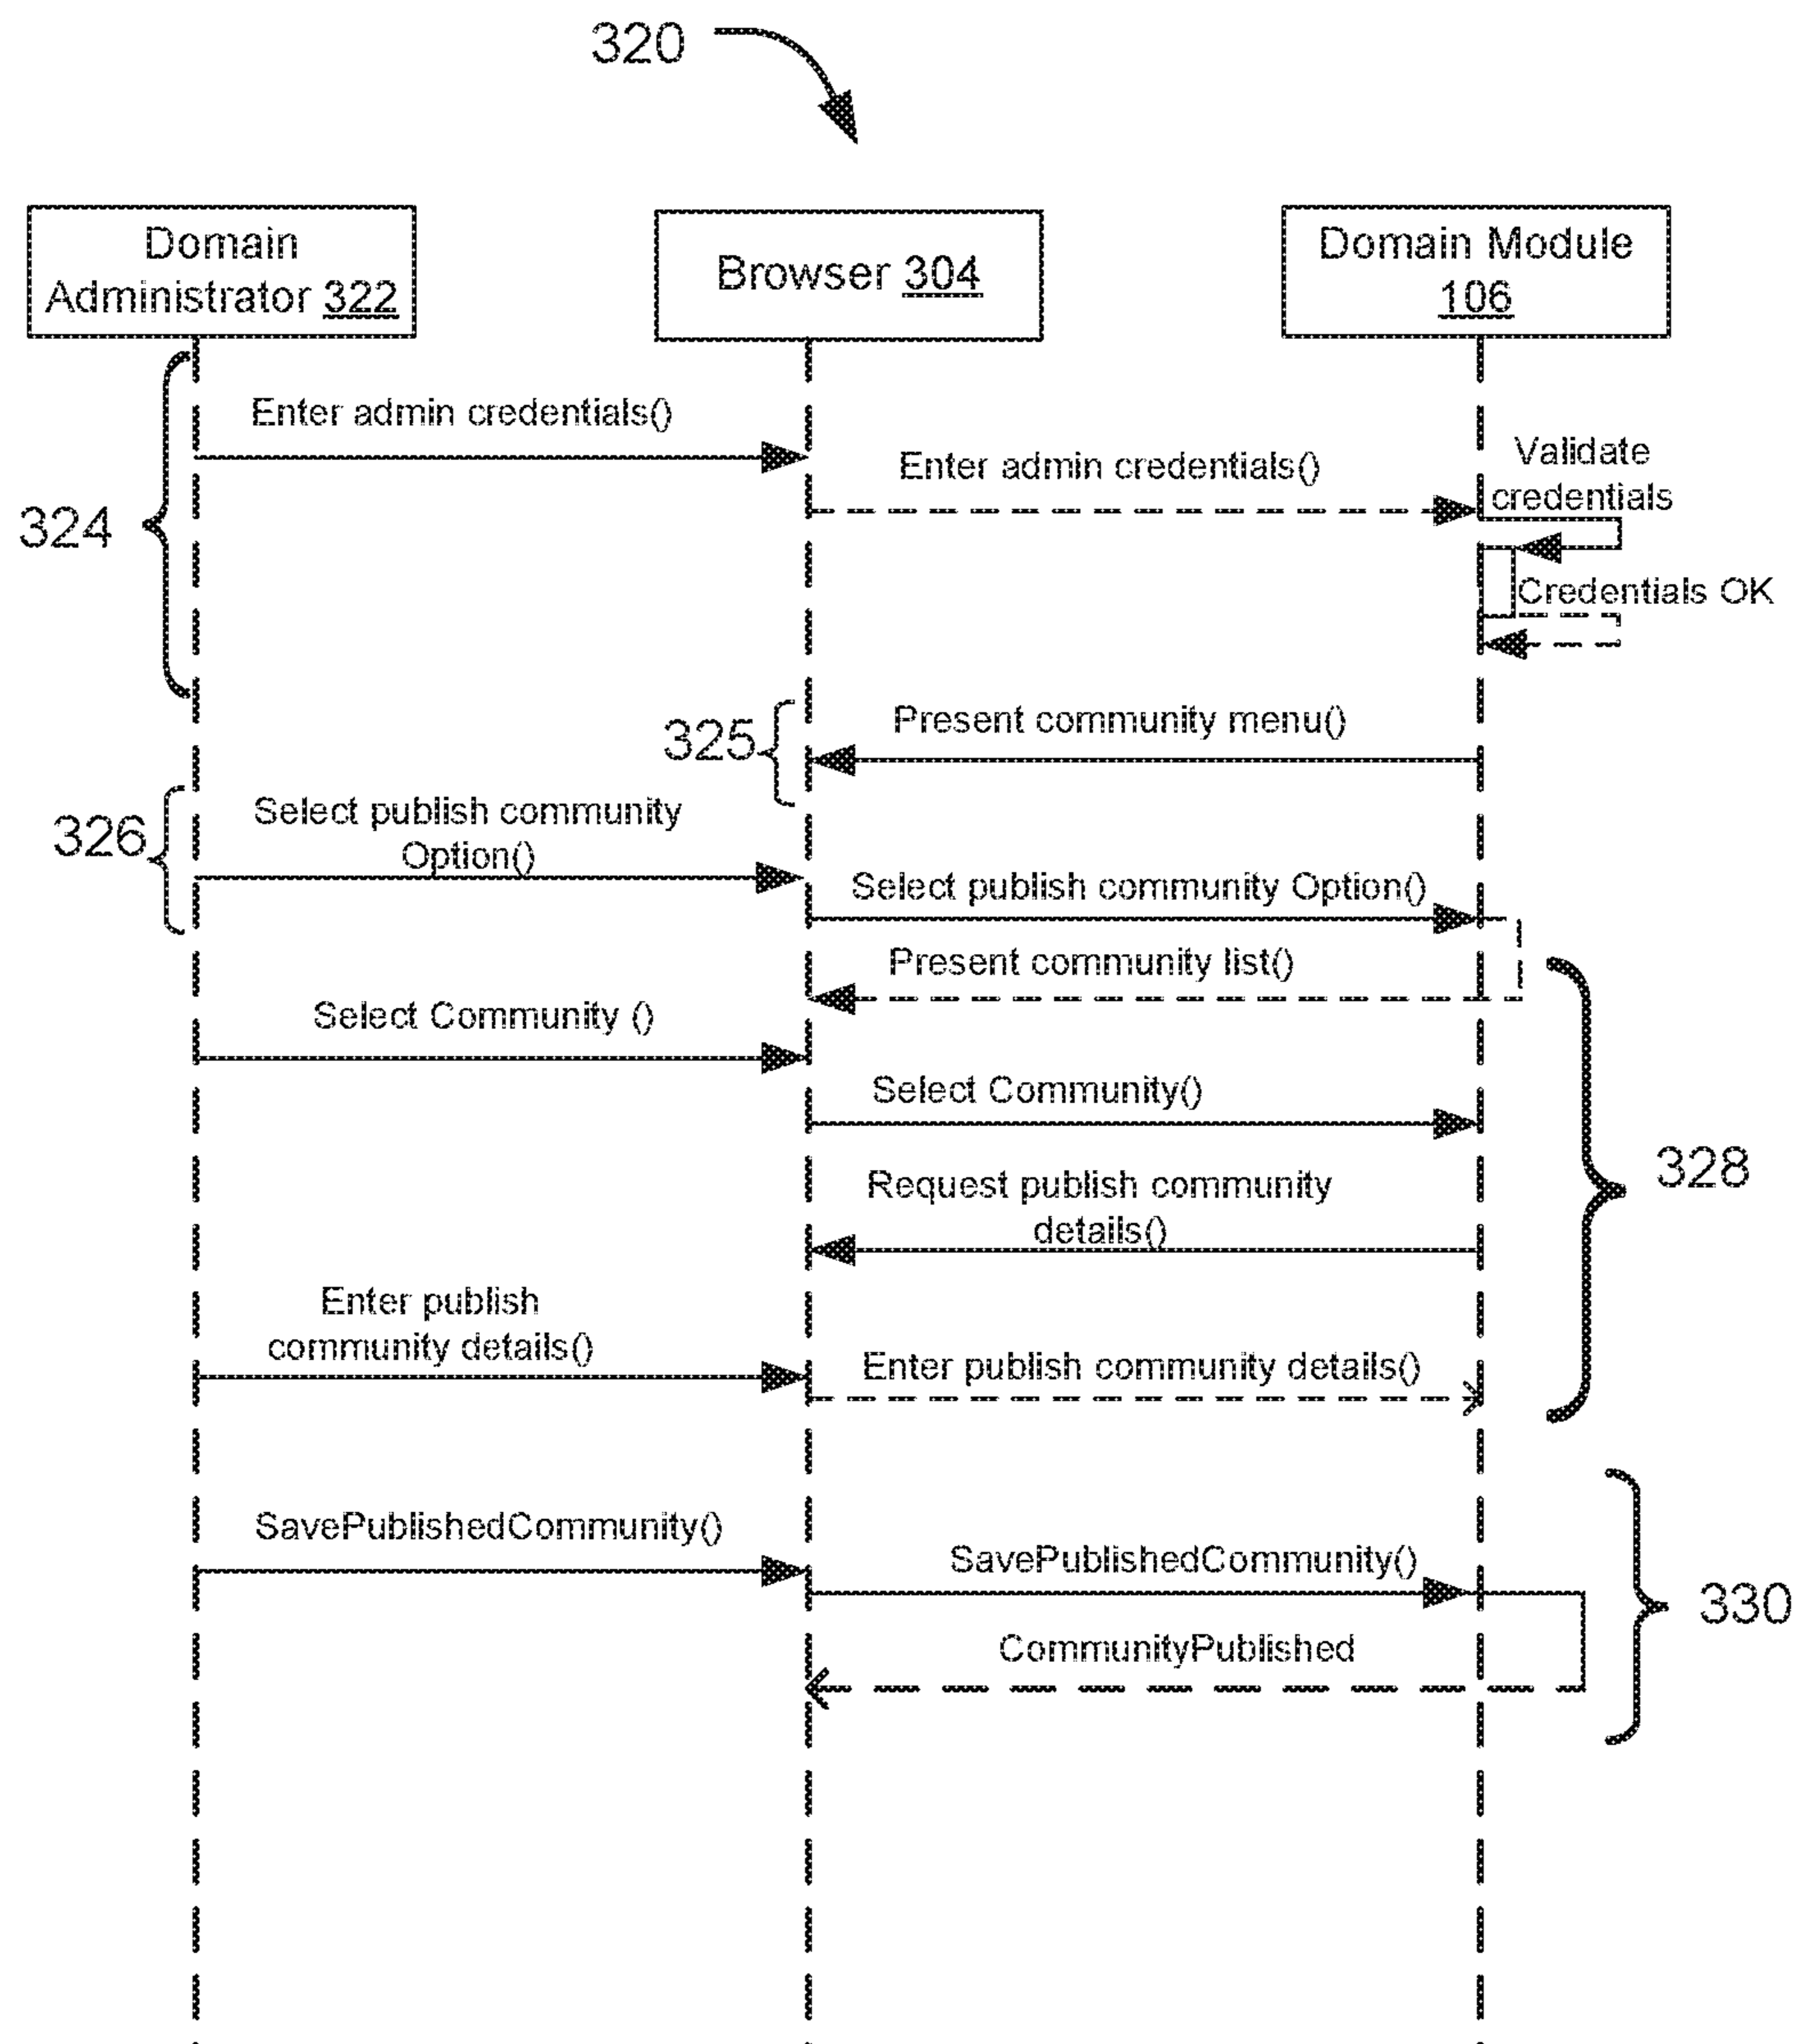 320
Domain
Administrator 322
Browser 304
Domain Module
106
Enter admin credentials()
Enter admin credentials()
Validate
credentials
324
Credentials OK
325
Present community menu()
326
Select publish community
Option()
Select publish community Option()
Present community list()
Select Community ()
Select Community()
328
Request publish community
details()
Enter publish
community details()
Enter publish community details()
SavePublishedCommunity()
SavePublishedCommunity()
330
CommunityPublished